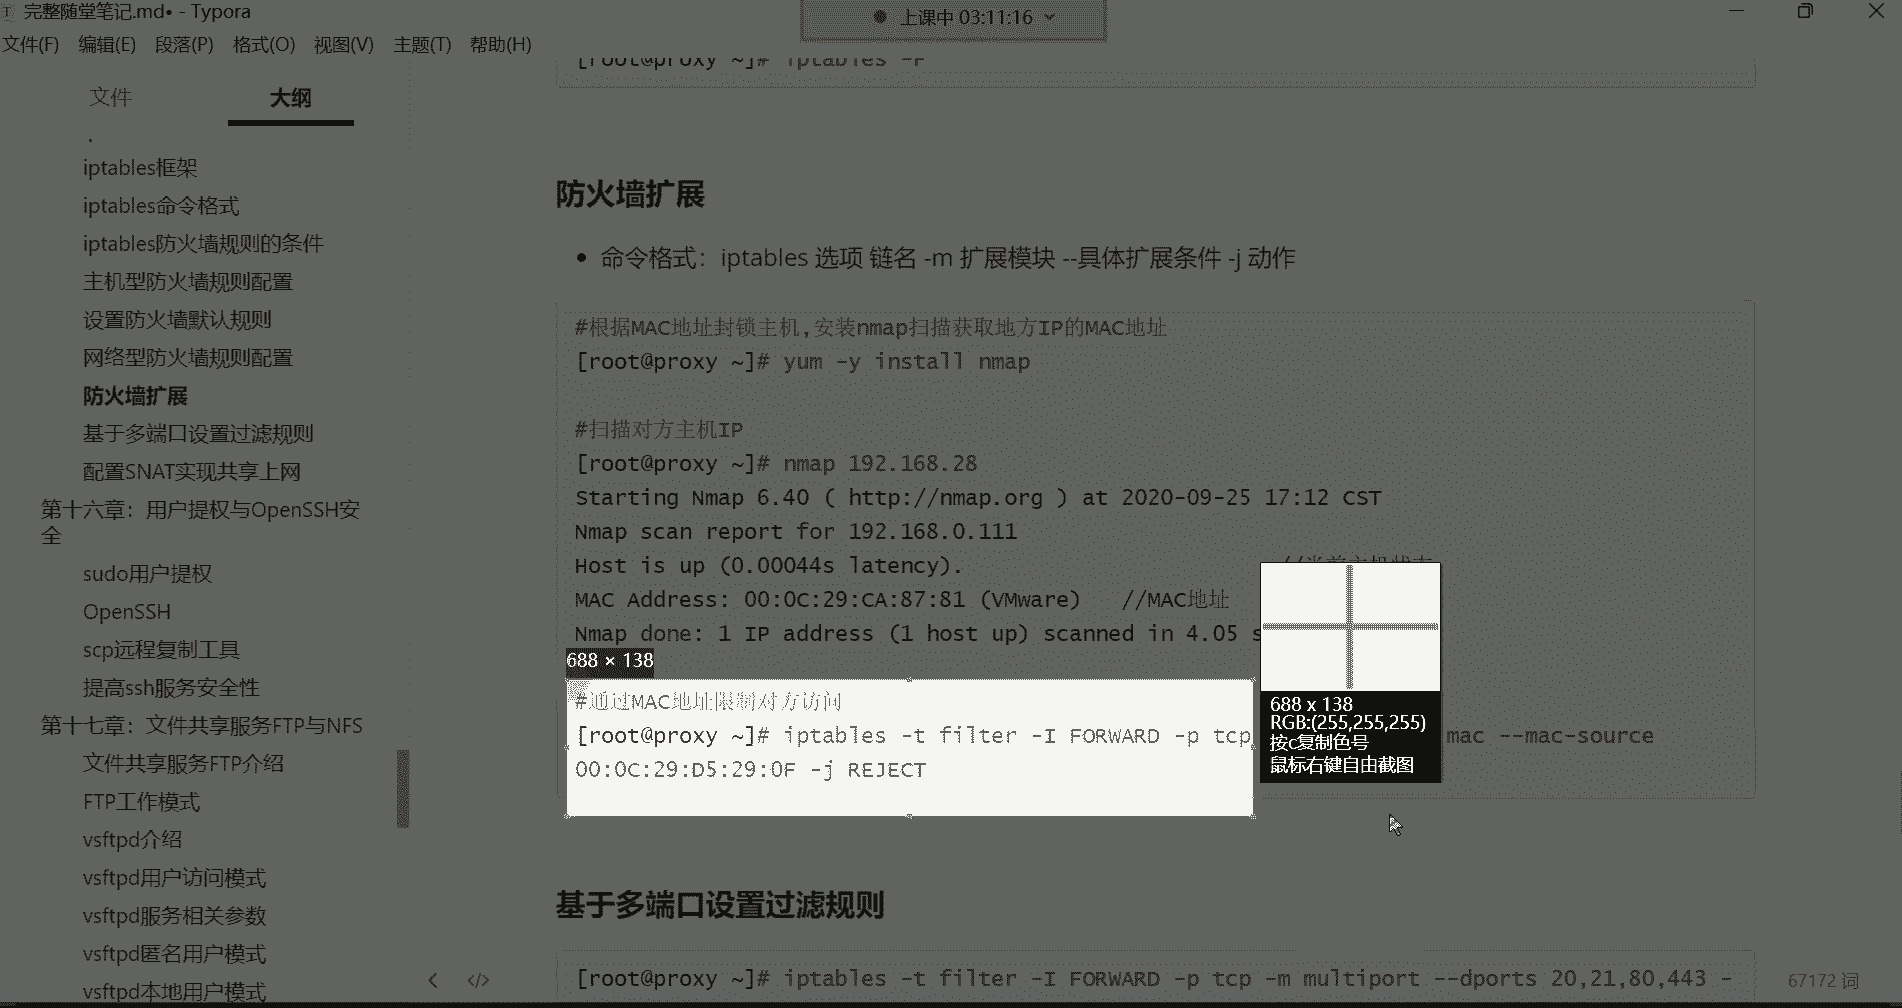 完整随堂笔记.md• - Typora
上课中 03:11:16
文件(F) 编辑(E) 段落(P) 格式(O) 视图(V) 主题(T) 帮助(H)
文件 大纲
iptables框架
iptables命令格式
iptables防火墙规则的条件
主机型防火墙规则配置
设置防火墙默认规则
网络型防火墙规则配置
防火墙扩展
基于多端口设置过滤规则
配置SNAT实现共享上网
第十六章：用户提权与OpenSSH安
全
sudo用户提权
OpenSSH
scp远程复制工具
提高ssh服务安全性
第十七章：文件共享服务FTP与NFS
文件共享服务FTP介绍
FTP工作模式
vsftpd介绍
vsftpd用户访问模式
vsftpd服务相关参数
vsftpd匿名用户模式
vsftpd本地用户模式
[root@proxy ~]# iptables -F
防火墙扩展
• 命令格式：iptables 选项 链名 -m 扩展模块 --具体扩展条件 -j 动作
#根据MAC地址封锁主机,安装nmap扫描获取地方IP的MAC地址
[root@proxy ~]# yum -y install nmap
#扫描对方主机IP
[root@proxy ~]# nmap 192.168.28
Starting Nmap 6.40 ( http://nmap.org ) at 2020-09-25 17:12 CST
Nmap scan report for 192.168.0.111
Host is up (0.00044s latency). //当前主机状态
MAC Address: 00:0C:29:CA:87:81 (VMware) //MAC地址
Nmap done: 1 IP address (1 host up) scanned in 4.05 s
688 × 138
#通过MAC地址限制对方访问
[root@proxy ~]# iptables -t filter -I FORWARD -p tcp mac --mac-source
00:0C:29:D5:29:0F -j REJECT
688 x 138
RGB:(255,255,255)
按c复制色号
鼠标右键自由截图
基于多端口设置过滤规则
[root@proxy ~]# iptables -t filter -I FORWARD -p tcp -m multiport --dports 20,21,80,443 -
67172 词